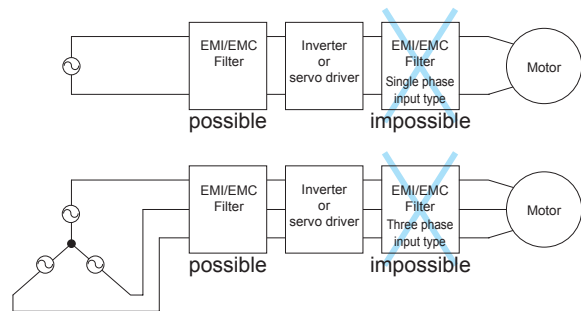 EMI/EMC
Filter
possible
Inverter
or
servo driver
EMI/EMC
Filter
Single phase
input type
impossible
Motor
EMI/EMC
Filter
possible
Inverter
or
servo driver
EMI/EMC
Filter
Three phase
input type
impossible
Motor